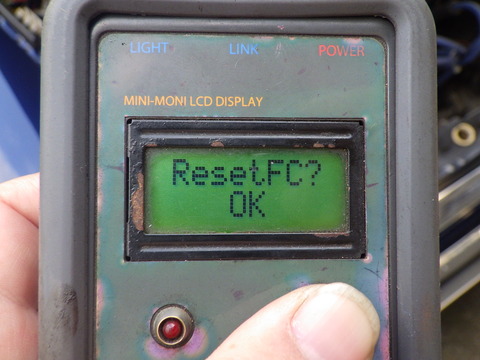 LIGHT LINK POWER
MINI-MONI LCD DISPLAY
ResetFC?
OK